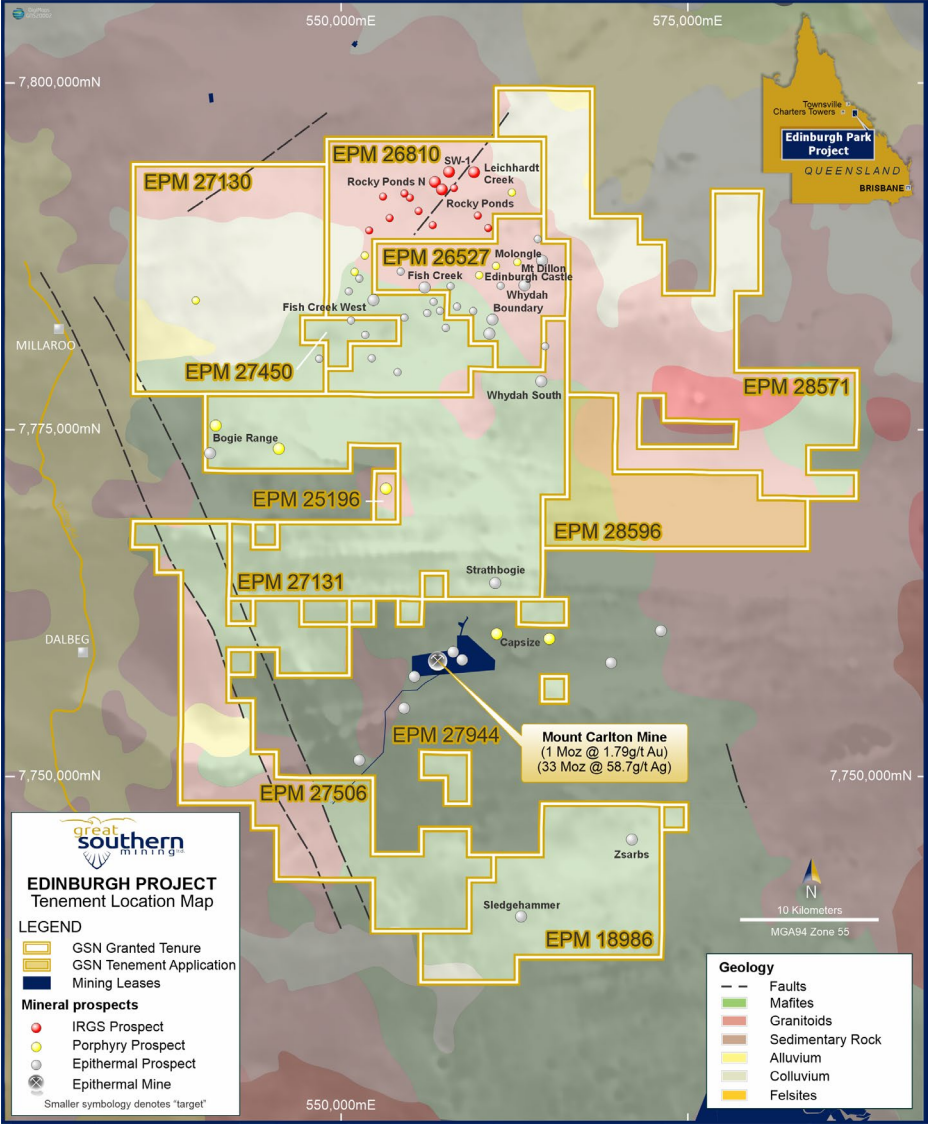 550,000mE
575,000mE
7,800,000mN
Townsville
Charters Towers
Edinburgh Park
Project
QUEENSLAND
BRISBANE
EPM 26810
EPM 27130
SW-1
Leichhardt
Creek
Rocky Ponds N
Rocky Ponds
EPM 26527
Molongle
Mt Dillon
Fish Creek
Edinburgh Castle
Whydah
Boundary
Fish Creek West
MILLAROO
EPM 27450
EPM 28571
Whydah South
7,775,000mN
Bogie Range
EPM 25196
EPM 28596
Strathbogie
EPM 27131
DALBEG
Capsize
EPM 27944
Mount Carlton Mine
(1 Moz @ 1.79g/t Au)
(33 Moz @ 58.7g/t Ag)
7,750,000mN
7,750,000mN
EPM 27506
great
southern
mining
EDINBURGH PROJECT
Tenement Location Map
LEGEND
GSN Granted Tenure
GSN Tenement Application
Mining Leases
Mineral prospects
IRGS Prospect
Porphyry Prospect
Epithermal Prospect
Epithermal Mine
Smaller symbology denotes "target"
Zsarbs
Sledgehammer
EPM 18986
N
10 Kilometers
MGA94 Zone 55
Geology
Faults
Mafites
Granitoids
Sedimentary Rock
Alluvium
Colluvium
Felsites
550,000mE